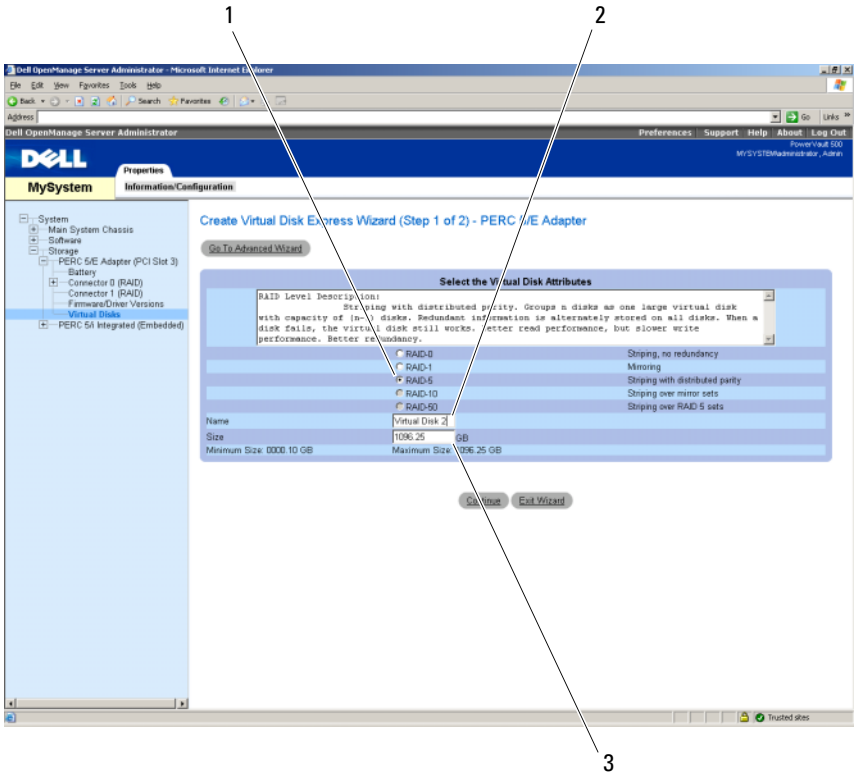 1 2
Dell OpenManage Server Administrator - Microsoft Internet Explorer
File Edit View Favorites Tools Help
Back Search Favorites
Address Go Links »
Dell OpenManage Server Administrator Preferences Support Help About Log Out
PowerVault 500
DELL
Properties
MySystem Information/Configuration
System
Main System Chassis
Software
Storage
PERC 5/E Adapter (PCI Slot 3)
Battery
Connector 0 (RAID)
Connector 1 (RAID)
Firmware/Driver Versions
Virtual Disks
PERC 5/i Integrated (Embedded)
Create Virtual Disk Express Wizard (Step 1 of 2) - PERC 5/E Adapter
Go To Advanced Wizard
Select the Virtual Disk Attributes
RAID Level Description:
Striping with distributed parity. Groups n disks as one large virtual disk
with capacity of (n-1) disks. Redundant information is alternately stored on all disks. When a
disk fails, the virtual disk still works. Better read performance, but slower write
performance. Better redundancy.
RAID-0 Striping, no redundancy
RAID-1 Mirroring
RAID-5 Striping with distributed parity
RAID-10 Striping over mirror sets
RAID-50 Striping over RAID 5 sets
Name Virtual Disk 2
Size 1096.25 GB
Minimum Size: 0000.10 GB Maximum Size: 1096.25 GB
Continue Exit Wizard
Trusted sites
3